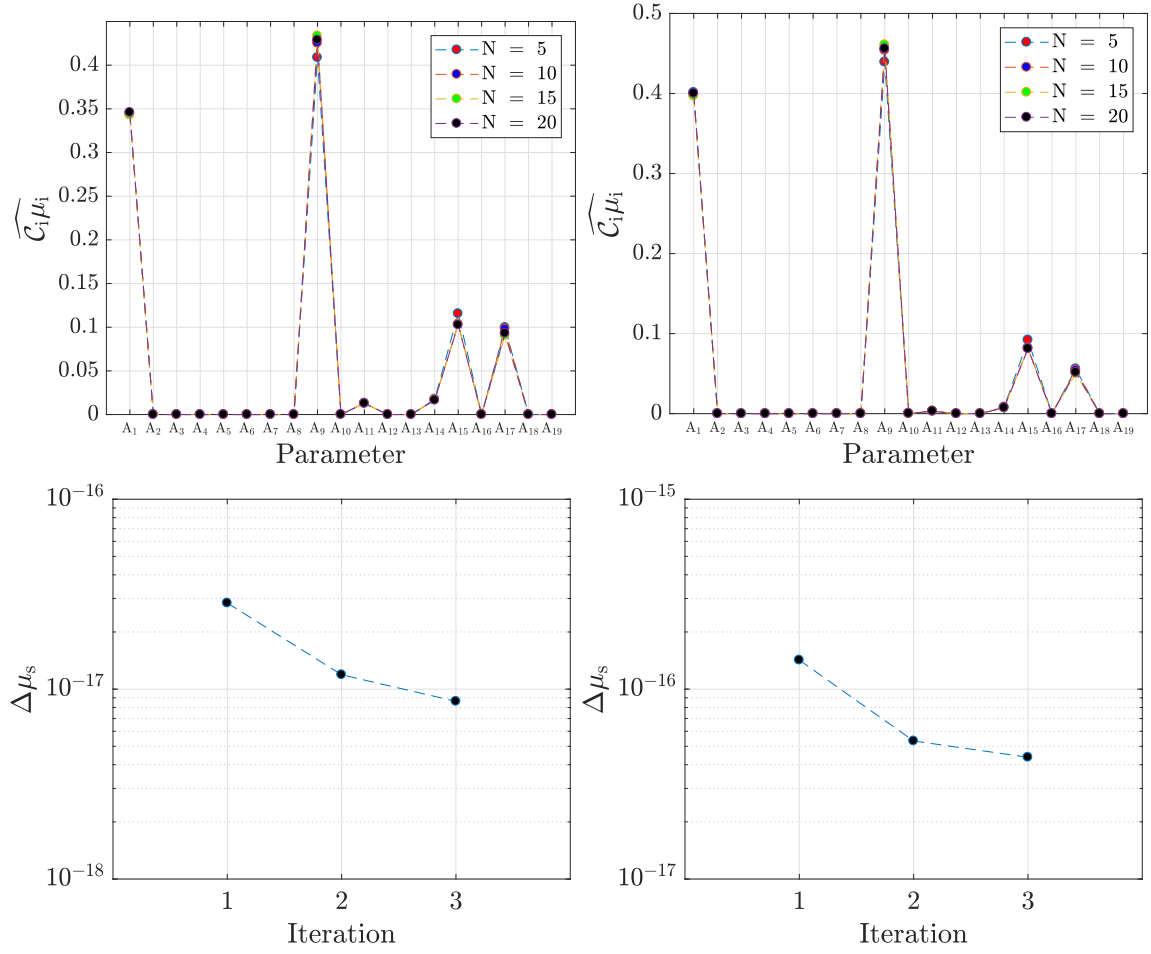 0.4
0.35
0.3
0.25
0.2
0.15
0.1
0.05
0
Ĉᵢμᵢ
N = 5
N = 10
N = 15
N = 20
A₁ A₂ A₃ A₄ A₅ A₆ A₇ A₈ A₉ A₁₀ A₁₁ A₁₂ A₁₃ A₁₄ A₁₅ A₁₆ A₁₇ A₁₈ A₁₉
Parameter
0.5
0.4
0.3
0.2
0.1
0
Ĉᵢμᵢ
N = 5
N = 10
N = 15
N = 20
A₁ A₂ A₃ A₄ A₅ A₆ A₇ A₈ A₉ A₁₀ A₁₁ A₁₂ A₁₃ A₁₄ A₁₅ A₁₆ A₁₇ A₁₈ A₁₉
Parameter
10⁻¹⁶
10⁻¹⁷
10⁻¹⁸
Δμₛ
1 2 3
Iteration
10⁻¹⁵
10⁻¹⁶
10⁻¹⁷
Δμₛ
1 2 3
Iteration